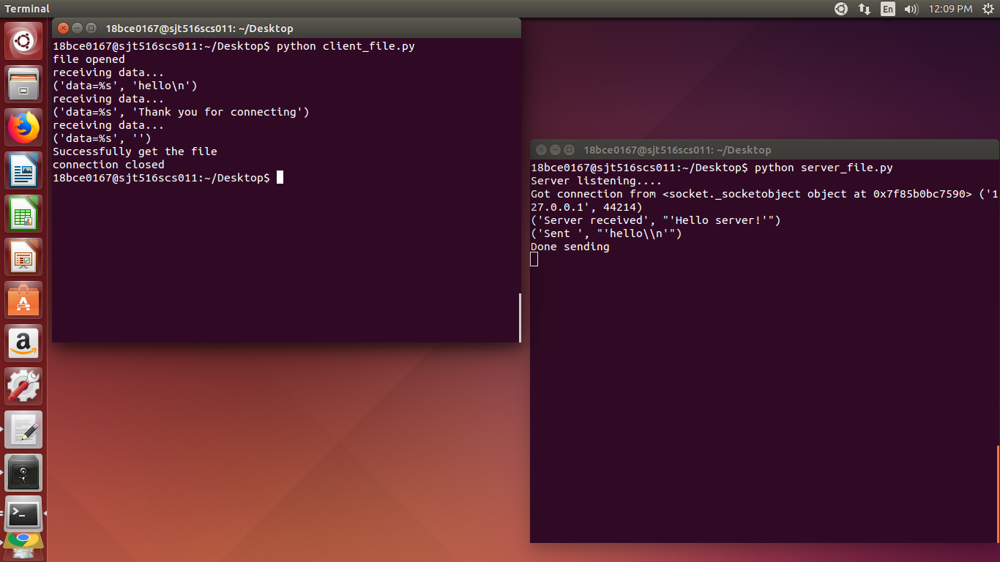 Terminal
En
12:09 PM
18bce0167@sjt516scs011: ~/Desktop
18bce0167@sjt516scs011:~/Desktop$ python client_file.py
file opened
receiving data...
('data=%s', 'hello\n')
receiving data...
('data=%s', 'Thank you for connecting')
receiving data...
('data=%s', '')
Successfully get the file
connection closed
18bce0167@sjt516scs011:~/Desktop$
18bce0167@sjt516scs011: ~/Desktop
18bce0167@sjt516scs011:~/Desktop$ python server_file.py
Server listening....
Got connection from <socket._socketobject object at 0x7f85b0bc7590> ('1
27.0.0.1', 44214)
('Server received', "'Hello server!'")
('Sent ', "'hello\\n'")
Done sending